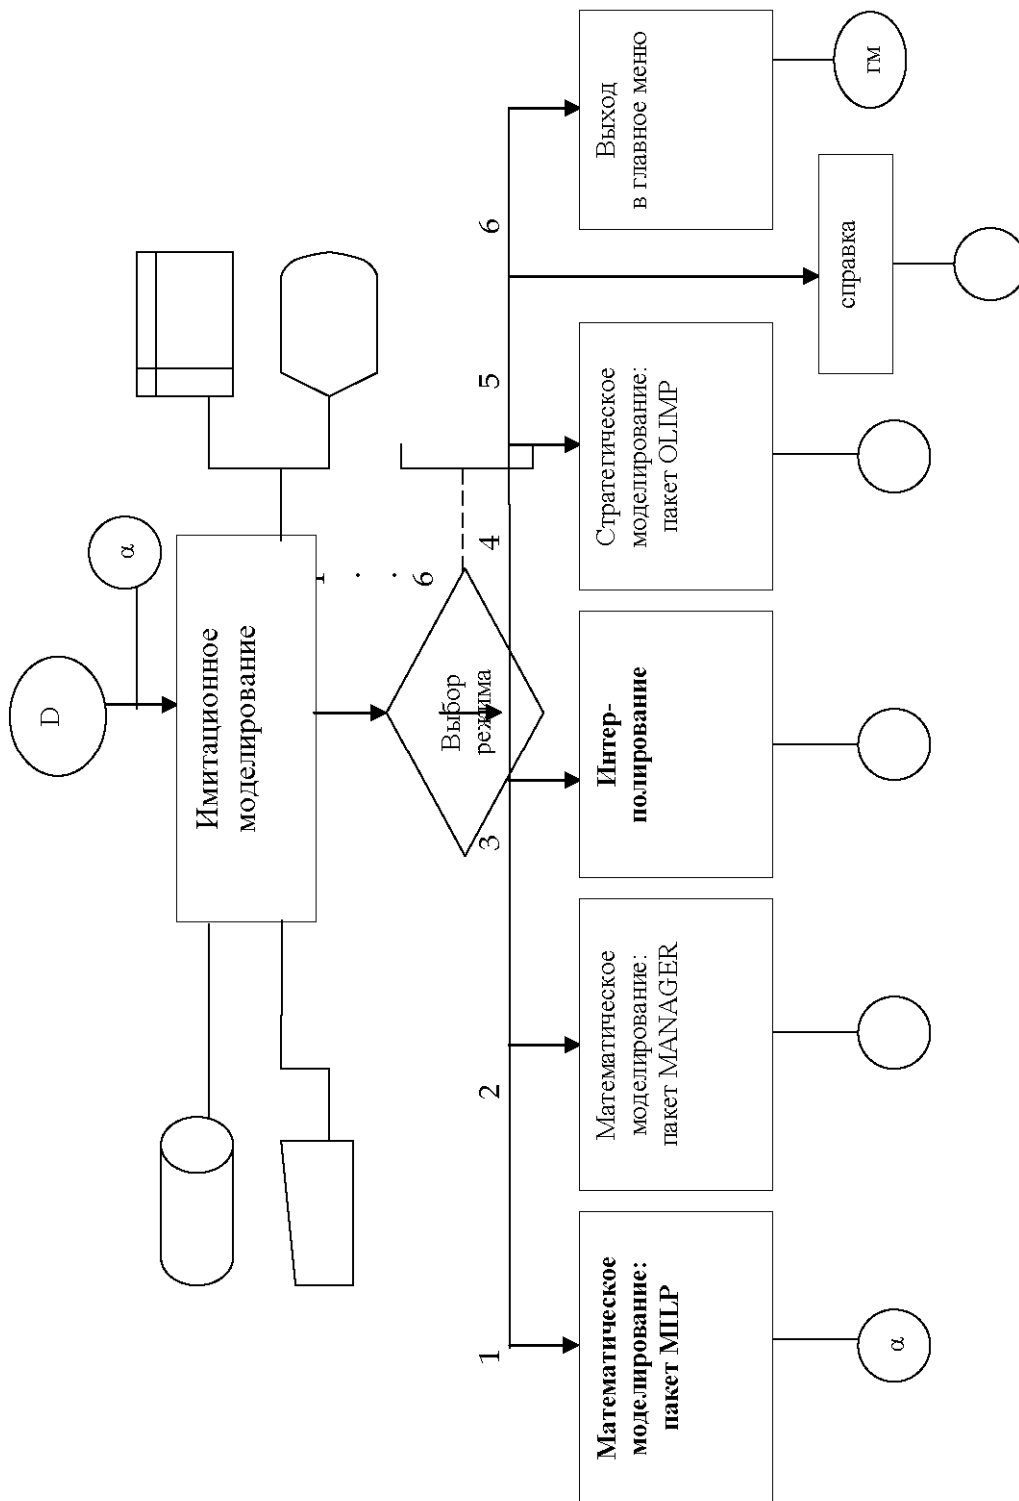 D
α
Имитационное
моделирование
1
.
.
6
Выбор
режима
1
2
3
4
5
6
Математическое
моделирование:
пакет MILP
Математическое
моделирование:
пакет MANAGER
Интер-
полирование
Стратегическое
моделирование:
пакет OLIMP
справка
Выход
в главное меню
α
гм